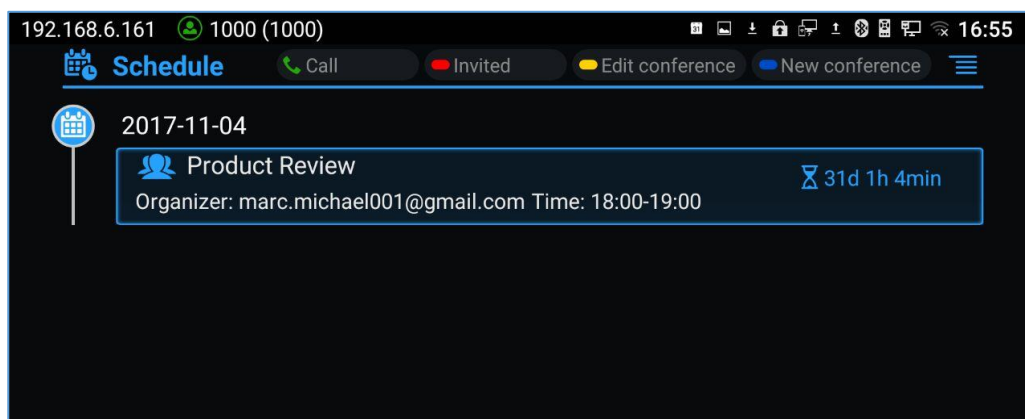 192.168.6.161 1000 (1000) 31 16:55
Schedule Call Invited Edit conference New conference
2017-11-04
Product Review
31d 1h 4min
Organizer: marc.michael001@gmail.com Time: 18:00-19:00